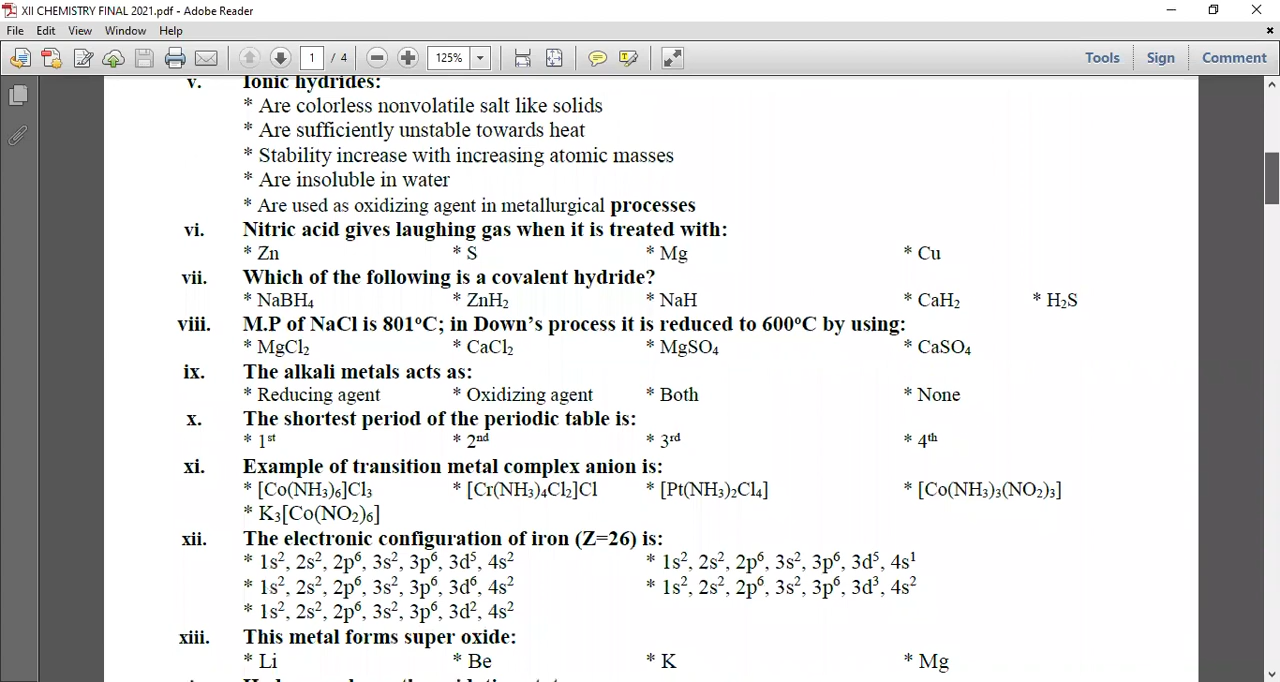 XII CHEMISTRY FINAL 2021.pdf - Adobe Reader
File Edit View Window Help
1 / 4 125% Tools Sign Comment
v. Ionic hydrides:
* Are colorless nonvolatile salt like solids
* Are sufficiently unstable towards heat
* Stability increase with increasing atomic masses
* Are insoluble in water
* Are used as oxidizing agent in metallurgical processes
vi. Nitric acid gives laughing gas when it is treated with:
* Zn * S * Mg * Cu
vii. Which of the following is a covalent hydride?
* NaBH₄ * ZnH₂ * NaH * CaH₂ * H₂S
viii. M.P of NaCl is 801ºC; in Down’s process it is reduced to 600ºC by using:
* MgCl₂ * CaCl₂ * MgSO₄ * CaSO₄
ix. The alkali metals acts as:
* Reducing agent * Oxidizing agent * Both * None
x. The shortest period of the periodic table is:
* 1ˢᵗ * 2ⁿᵈ * 3ʳᵈ * 4ᵗʰ
xi. Example of transition metal complex anion is:
* [Co(NH₃)₆]Cl₃ * [Cr(NH₃)₄Cl₂]Cl * [Pt(NH₃)₂Cl₄] * [Co(NH₃)₃(NO₂)₃]
* K₃[Co(NO₂)₆]
xii. The electronic configuration of iron (Z=26) is:
* 1s², 2s², 2p⁶, 3s², 3p⁶, 3d⁵, 4s² * 1s², 2s², 2p⁶, 3s², 3p⁶, 3d⁵, 4s¹
* 1s², 2s², 2p⁶, 3s², 3p⁶, 3d⁶, 4s² * 1s², 2s², 2p⁶, 3s², 3p⁶, 3d³, 4s²
* 1s², 2s², 2p⁶, 3s², 3p⁶, 3d², 4s²
xiii. This metal forms super oxide:
* Li * Be * K * Mg